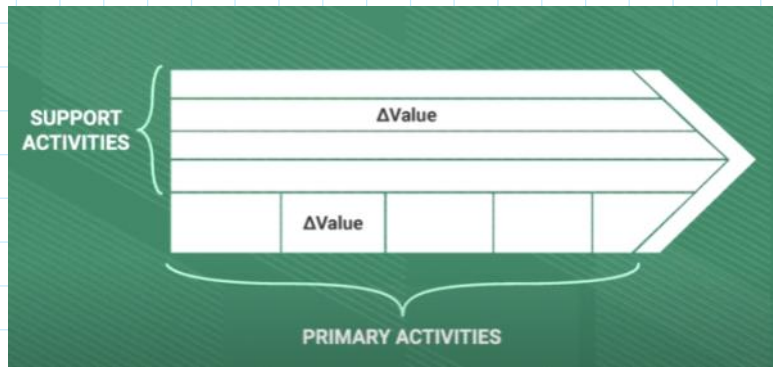 SUPPORT
ACTIVITIES
ΔValue
ΔValue
PRIMARY ACTIVITIES